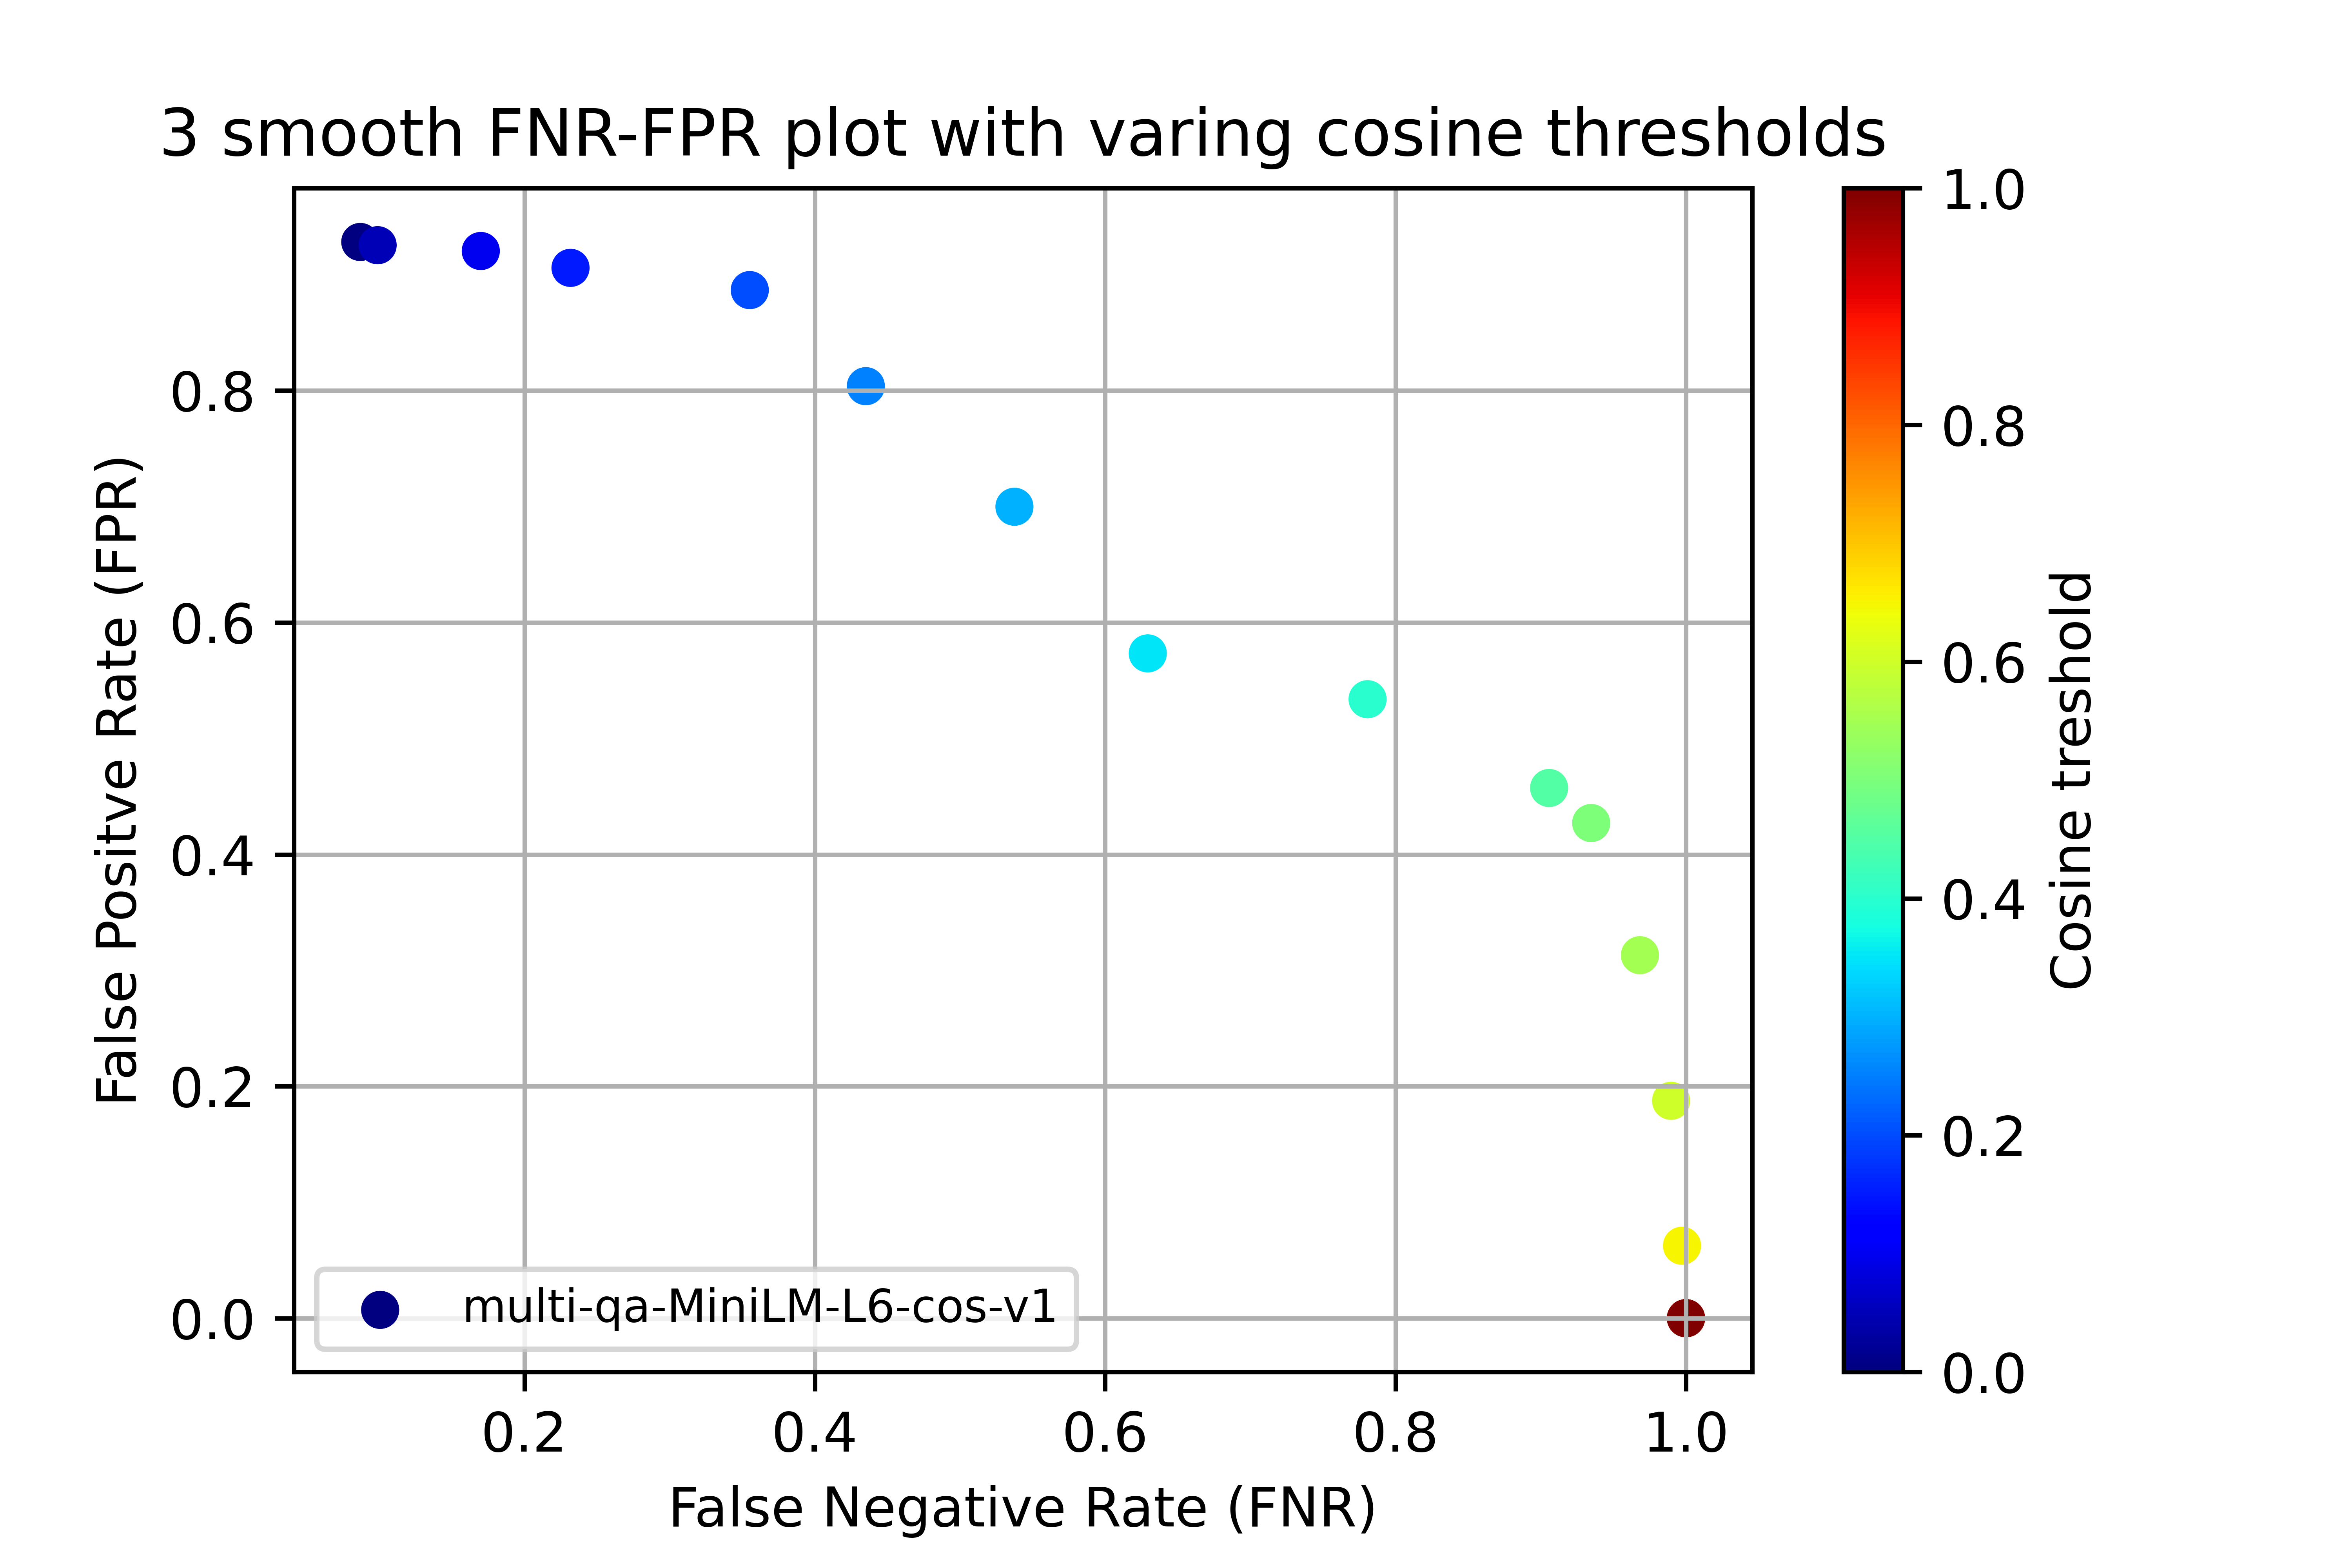 3 smooth FNR-FPR plot with varing cosine thresholds
False Positve Rate (FPR)
0.8
0.6
0.4
0.2
0.0
multi-qa-MiniLM-L6-cos-v1
0.2 0.4 0.6 0.8 1.0
False Negative Rate (FNR)
1.0
0.8
0.6
0.4
0.2
0.0
Cosine treshold